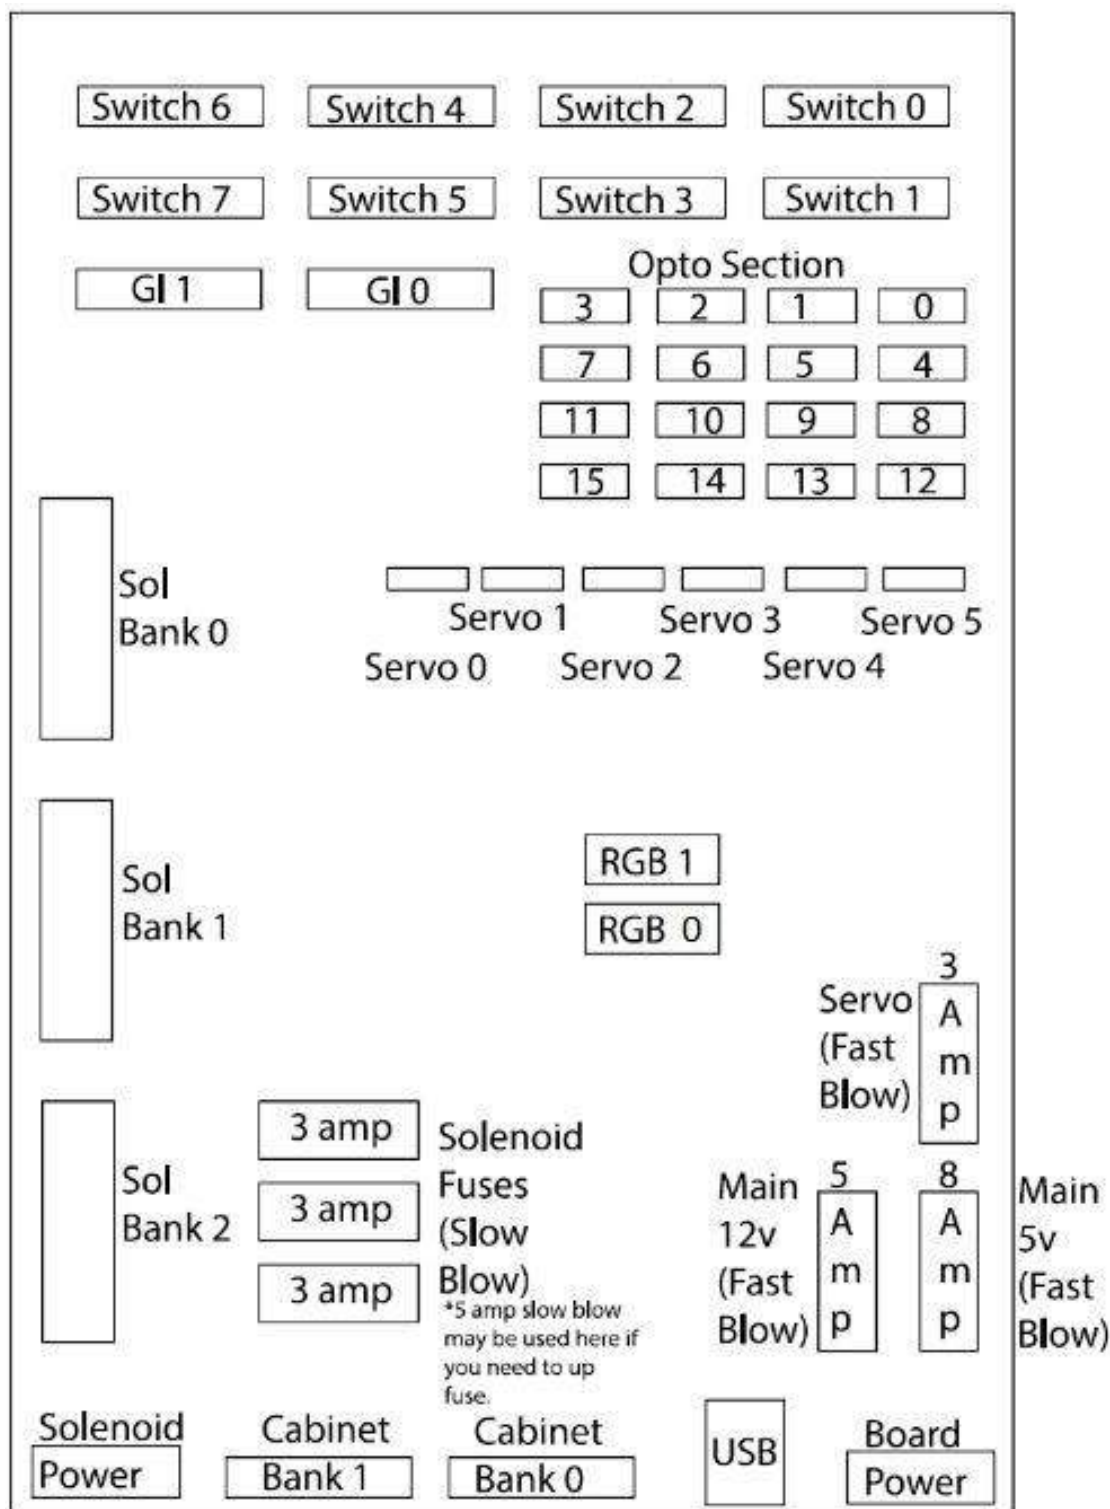 Switch 6 Switch 4 Switch 2 Switch 0
Switch 7 Switch 5 Switch 3 Switch 1
GI 1 GI 0
Opto Section
3 2 1 0
7 6 5 4
11 10 9 8
15 14 13 12
Sol
Bank 0
Servo 1 Servo 3 Servo 5
Servo 0 Servo 2 Servo 4
Sol
Bank 1
RGB 1
RGB 0
Servo
(Fast
Blow)
3
A
m
p
Sol
Bank 2
3 amp
3 amp
3 amp
Solenoid
Fuses
(Slow
Blow)
*5 amp slow blow
may be used here if
you need to up
fuse.
Main
12v
(Fast
Blow)
5
A
m
p
8
A
m
p
Main
5v
(Fast
Blow)
Solenoid
Power
Cabinet
Bank 1
Cabinet
Bank 0
USB
Board
Power